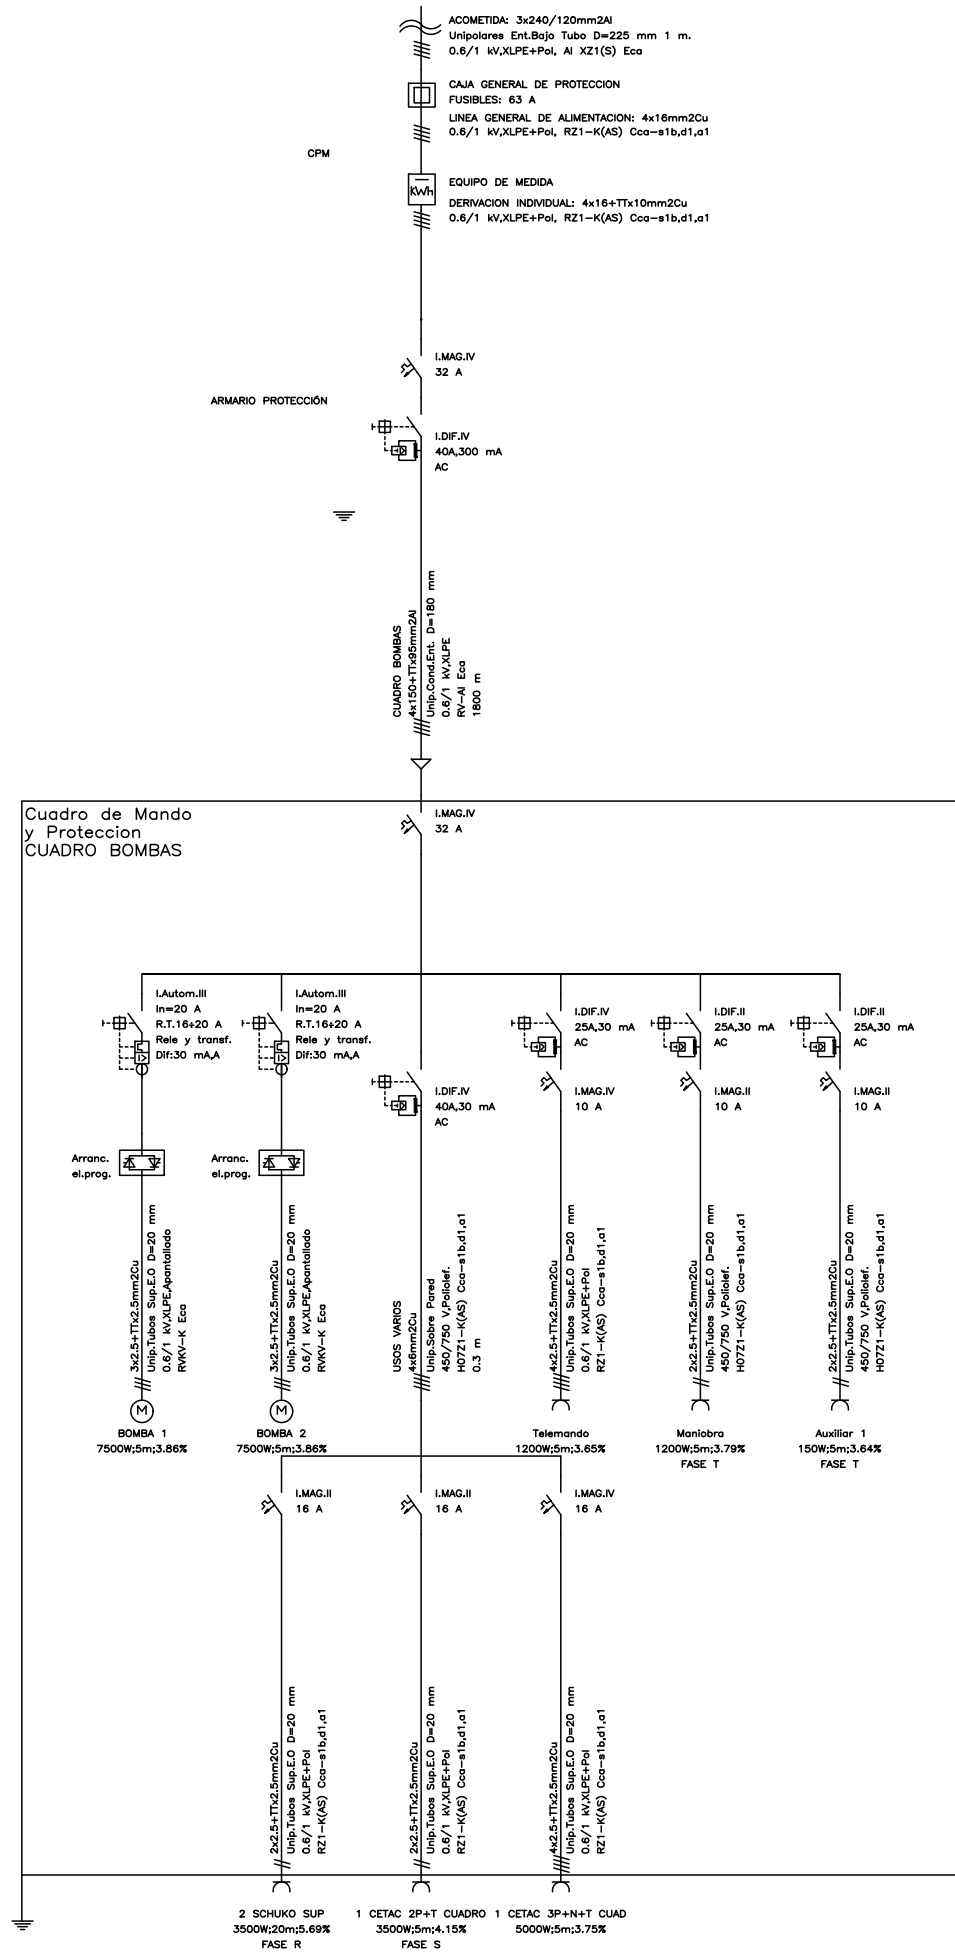 ACOMETIDA: 3x240/120mm2Al
Unipolares Ent.Bajo Tubo D=225 mm 1 m.
0.6/1 kV,XLPE+Pol, Al XZ1(S) Eca
CAJA GENERAL DE PROTECCION
FUSIBLES: 63 A
LINEA GENERAL DE ALIMENTACION: 4x16mm2Cu
0.6/1 kV,XLPE+Pol, RZ1-K(AS) Cca-s1b,d1,a1
CPM
KWh
EQUIPO DE MEDIDA
DERIVACION INDIVIDUAL: 4x16+TTx10mm2Cu
0.6/1 kV,XLPE+Pol, RZ1-K(AS) Cca-s1b,d1,a1
I.MAG.IV
32 A
ARMARIO PROTECCIÓN
I.DIF.IV
40A,300 mA
AC
CUADRO BOMBAS
4x150+TTx95mm2Al
Unip.Cond.Ent. D=180 mm
0.6/1 kV,XLPE
RV-Al Eca
1800 m
Cuadro de Mando
y Proteccion
CUADRO BOMBAS
I.MAG.IV
32 A
I.Autom.III
In=20 A
R.T.16÷20 A
Rele y transf.
Dif:30 mA,A
I.Autom.III
In=20 A
R.T.16÷20 A
Rele y transf.
Dif:30 mA,A
I.DIF.IV
40A,30 mA
AC
I.DIF.IV
25A,30 mA
AC
I.MAG.IV
10 A
I.DIF.II
25A,30 mA
AC
I.MAG.II
10 A
I.DIF.II
25A,30 mA
AC
I.MAG.II
10 A
Arranc.
el.prog.
Arranc.
el.prog.
3x2.5+TTx2.5mm2Cu
Unip.Tubos Sup.E.O D=20 mm
0.6/1 kV,XLPE,Apantallado
RVKV-K Eca
3x2.5+TTx2.5mm2Cu
Unip.Tubos Sup.E.O D=20 mm
0.6/1 kV,XLPE,Apantallado
RVKV-K Eca
USOS VARIOS
4x6mm2Cu
Unip.Sobre Pared
450/750 V,Poliolef.
H07Z1-K(AS) Cca-s1b,d1,a1
0.3 m
4x2.5+TTx2.5mm2Cu
Unip.Tubos Sup.E.O D=20 mm
0.6/1 kV,XLPE+Pol
RZ1-K(AS) Cca-s1b,d1,a1
2x2.5+TTx2.5mm2Cu
Unip.Tubos Sup.E.O D=20 mm
450/750 V,Poliolef.
H07Z1-K(AS) Cca-s1b,d1,a1
2x2.5+TTx2.5mm2Cu
Unip.Tubos Sup.E.O D=20 mm
450/750 V,Poliolef.
H07Z1-K(AS) Cca-s1b,d1,a1
M
BOMBA 1
7500W;5m;3.86%
M
BOMBA 2
7500W;5m;3.86%
Telemando
1200W;5m;3.65%
Maniobra
1200W;5m;3.79%
FASE T
Auxiliar 1
150W;5m;3.64%
FASE T
I.MAG.II
16 A
I.MAG.II
16 A
I.MAG.IV
16 A
2x2.5+TTx2.5mm2Cu
Unip.Tubos Sup.E.O D=20 mm
0.6/1 kV,XLPE+Pol
RZ1-K(AS) Cca-s1b,d1,a1
2x2.5+TTx2.5mm2Cu
Unip.Tubos Sup.E.O D=20 mm
0.6/1 kV,XLPE+Pol
RZ1-K(AS) Cca-s1b,d1,a1
4x2.5+TTx2.5mm2Cu
Unip.Tubos Sup.E.O D=20 mm
0.6/1 kV,XLPE+Pol
RZ1-K(AS) Cca-s1b,d1,a1
2 SCHUKO SUP
3500W;20m;5.69%
FASE R
1 CETAC 2P+T CUADRO
3500W;5m;4.15%
FASE S
1 CETAC 3P+N+T CUAD
5000W;5m;3.75%